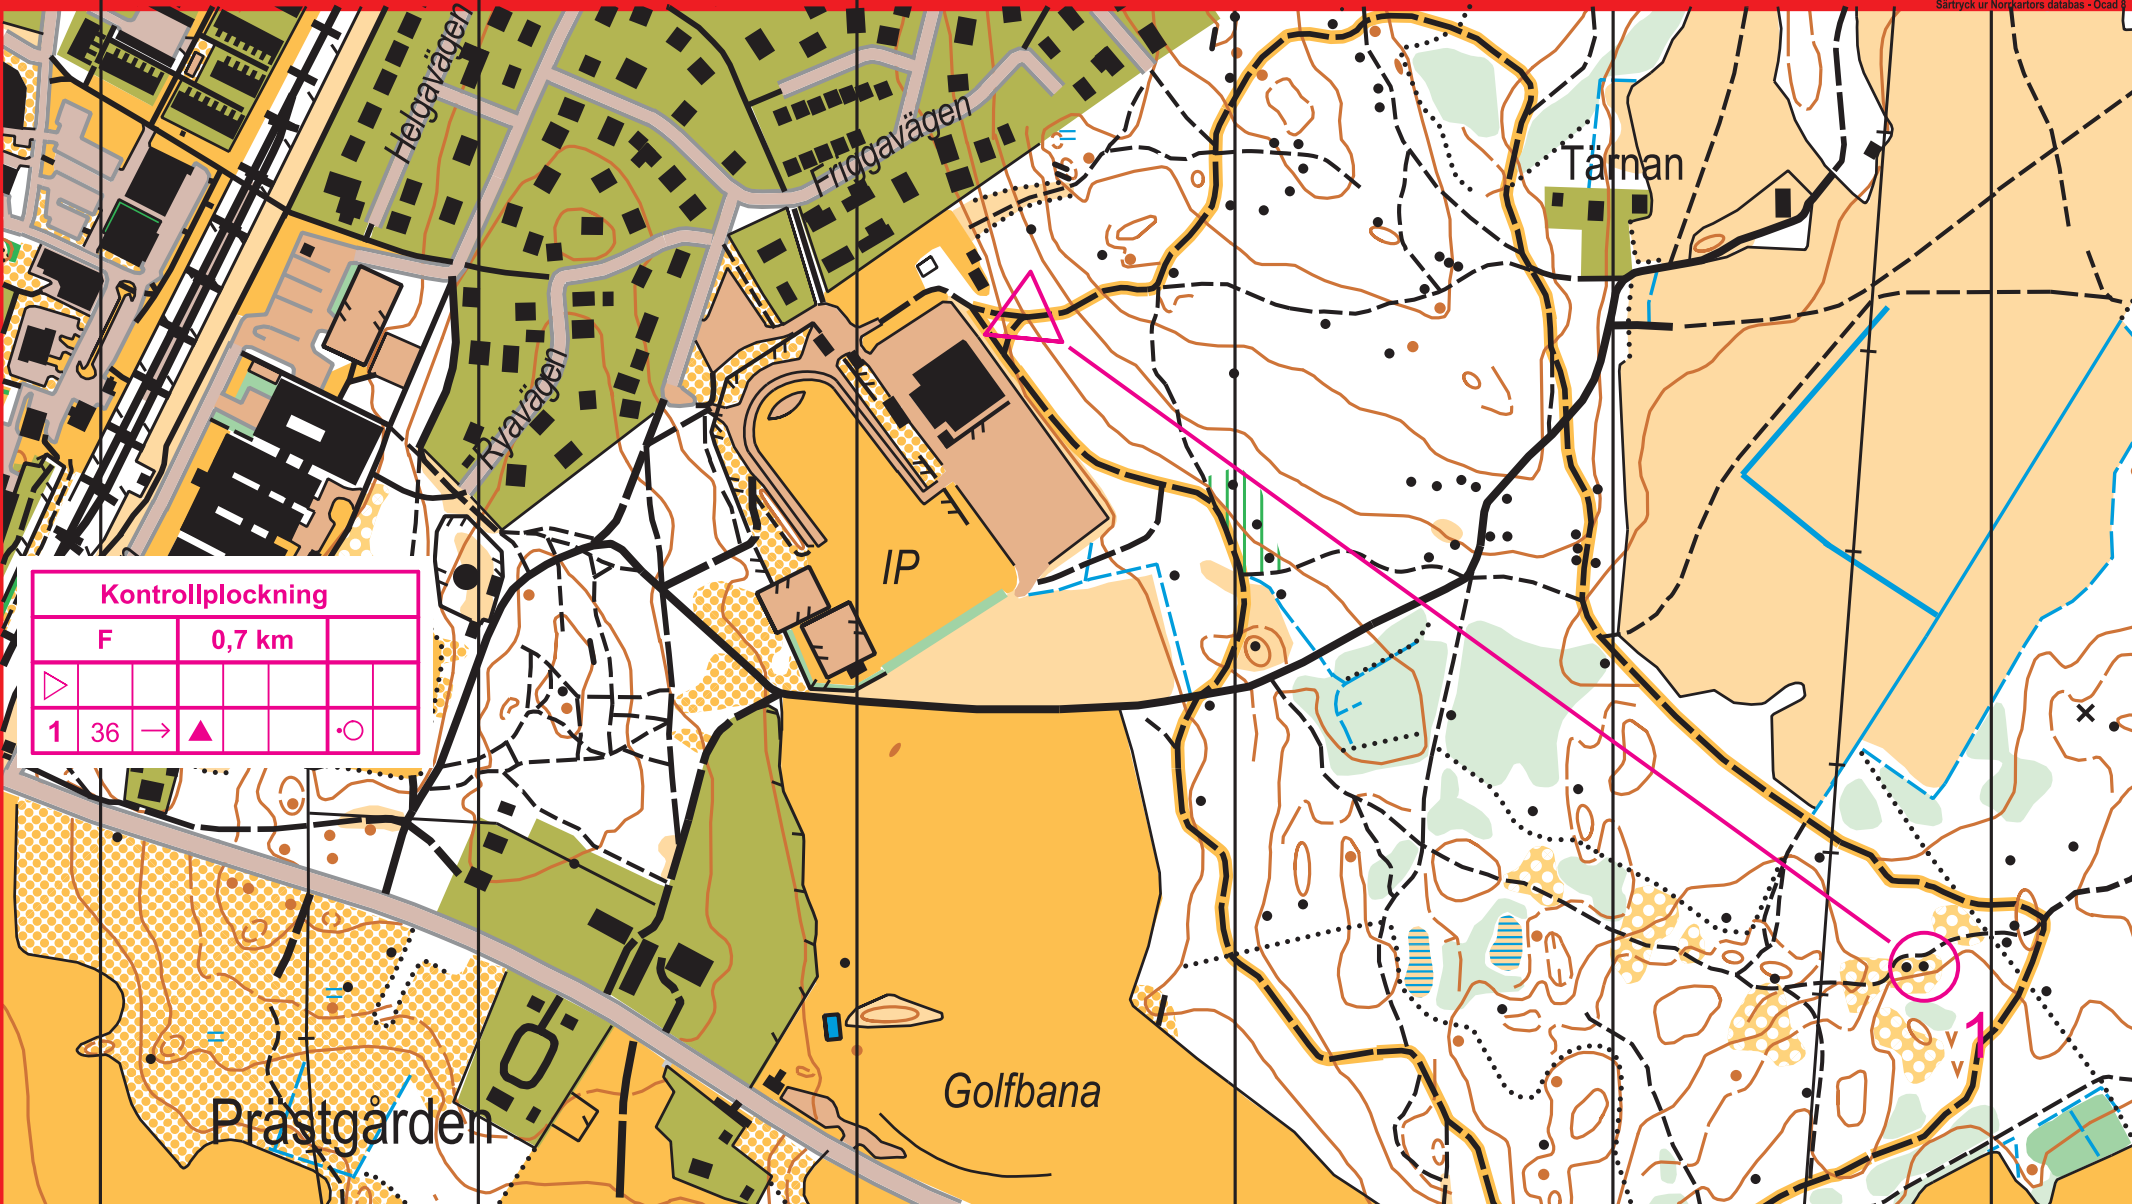 Särtryck ur Norrkartors databas - Ocad 8
Helgavägen
Friggavägen
Tärnan
Ryavägen
IP
Kontrollplockning
F 0,7 km
1 36
1
Golfbana
Prästgården